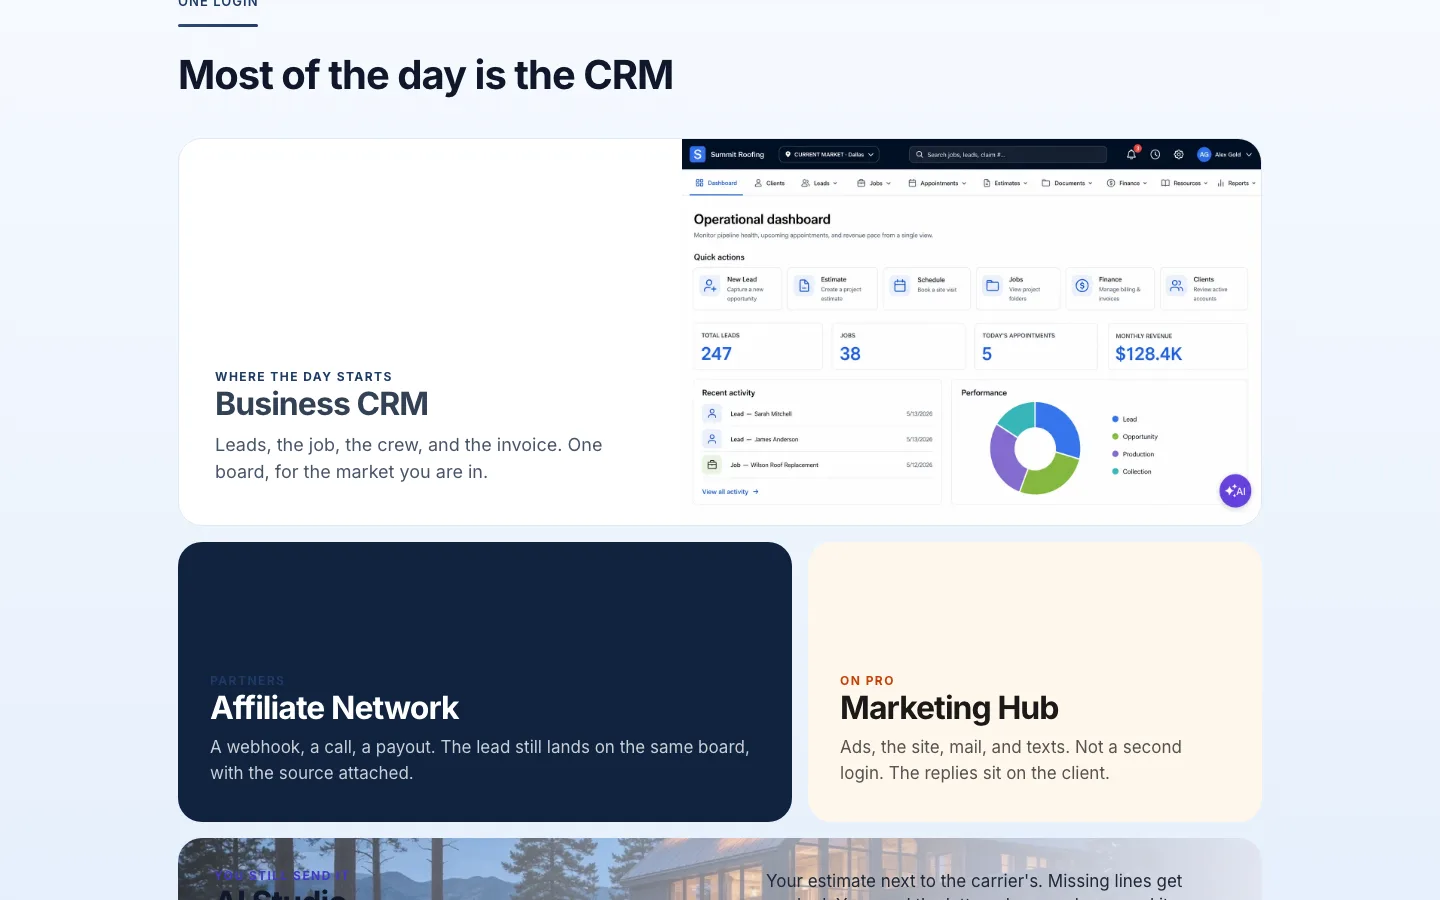 ONE LOGIN
Most of the day is the CRM
WHERE THE DAY STARTS
Business CRM
Leads, the job, the crew, and the invoice. One
board, for the market you are in.
S Summit Roofing
CURRENT MARKET · Dallas
Search jobs, leads, claim #...
3
AG Alex Gold
Dashboard Clients Leads Jobs Appointments Estimates Documents Finance Resources Reports
Operational dashboard
Monitor pipeline health, upcoming appointments, and revenue pace from a single view.
Quick actions
New Lead
Capture a new
opportunity
Estimate
Create a project
estimate
Schedule
Book a site visit
Jobs
View project
folders
Finance
Manage billing &
invoices
Clients
Review active
accounts
TOTAL LEADS
247
JOBS
38
TODAY'S APPOINTMENTS
5
MONTHLY REVENUE
$128.4K
Recent activity
Lead — Sarah Mitchell 5/13/2026
Lead — James Anderson 5/13/2026
Job — Wilson Roof Replacement 5/12/2026
View all activity →
Performance
Lead
Opportunity
Production
Collection
AI
PARTNERS
Affiliate Network
A webhook, a call, a payout. The lead still lands on the same board,
with the source attached.
ON PRO
Marketing Hub
Ads, the site, mail, and texts. Not a second
login. The replies sit on the client.
YOU STILL SEND IT
AI Studio
Your estimate next to the carrier's. Missing lines get